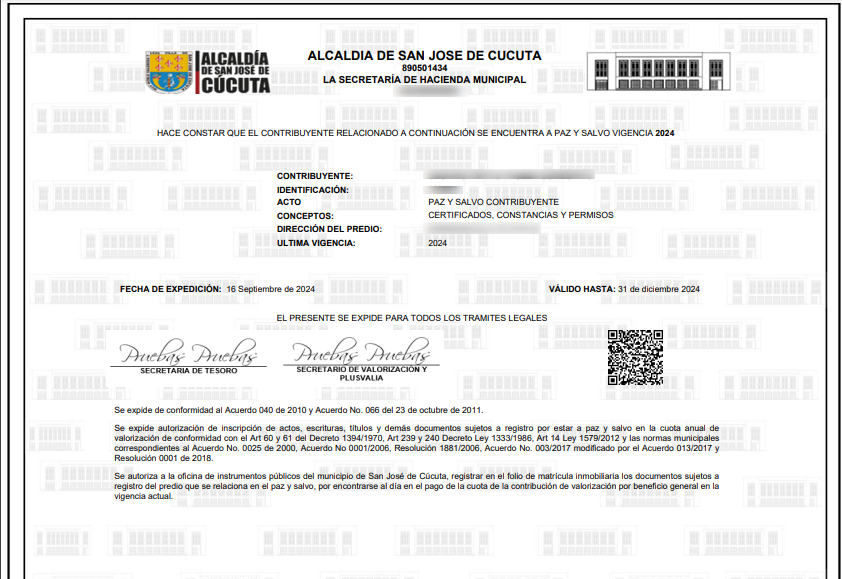 ALCALDÍA
DE SAN JOSÉ DE
CÚCUTA
ALCALDIA DE SAN JOSE DE CUCUTA
890501434
LA SECRETARÍA DE HACIENDA MUNICIPAL
HACE CONSTAR QUE EL CONTRIBUYENTE RELACIONADO A CONTINUACIÓN SE ENCUENTRA A PAZ Y SALVO VIGENCIA 2024
CONTRIBUYENTE:
IDENTIFICACIÓN:
ACTO PAZ Y SALVO CONTRIBUYENTE
CONCEPTOS: CERTIFICADOS, CONSTANCIAS Y PERMISOS
DIRECCIÓN DEL PREDIO:
ULTIMA VIGENCIA: 2024
FECHA DE EXPEDICIÓN: 16 Septiembre de 2024 VÁLIDO HASTA: 31 de diciembre 2024
EL PRESENTE SE EXPIDE PARA TODOS LOS TRAMITES LEGALES
Pruebas Pruebas
SECRETARIA DE TESORO
Pruebas Pruebas
SECRETARIO DE VALORIZACION Y
PLUSVALIA
Se expide de conformidad al Acuerdo 040 de 2010 y Acuerdo No. 066 del 23 de octubre de 2011.
Se expide autorización de inscripción de actos, escrituras, títulos y demás documentos sujetos a registro por estar a paz y salvo en la cuota anual de
valorización de conformidad con el Art 60 y 61 del Decreto 1394/1970, Art 239 y 240 Decreto Ley 1333/1986, Art 14 Ley 1579/2012 y las normas municipales
correspondientes al Acuerdo No. 0025 de 2000, Acuerdo No 0001/2006, Resolución 1881/2006, Acuerdo No. 003/2017 modificado por el Acuerdo 013/2017 y
Resolución 0001 de 2018.
Se autoriza a la oficina de instrumentos públicos del municipio de San José de Cúcuta, registrar en el folio de matrícula inmobiliaria los documentos sujetos a
registro del predio que se relaciona en el paz y salvo, por encontrarse al día en el pago de la cuota de la contribución de valorización por beneficio general en la
vigencia actual.